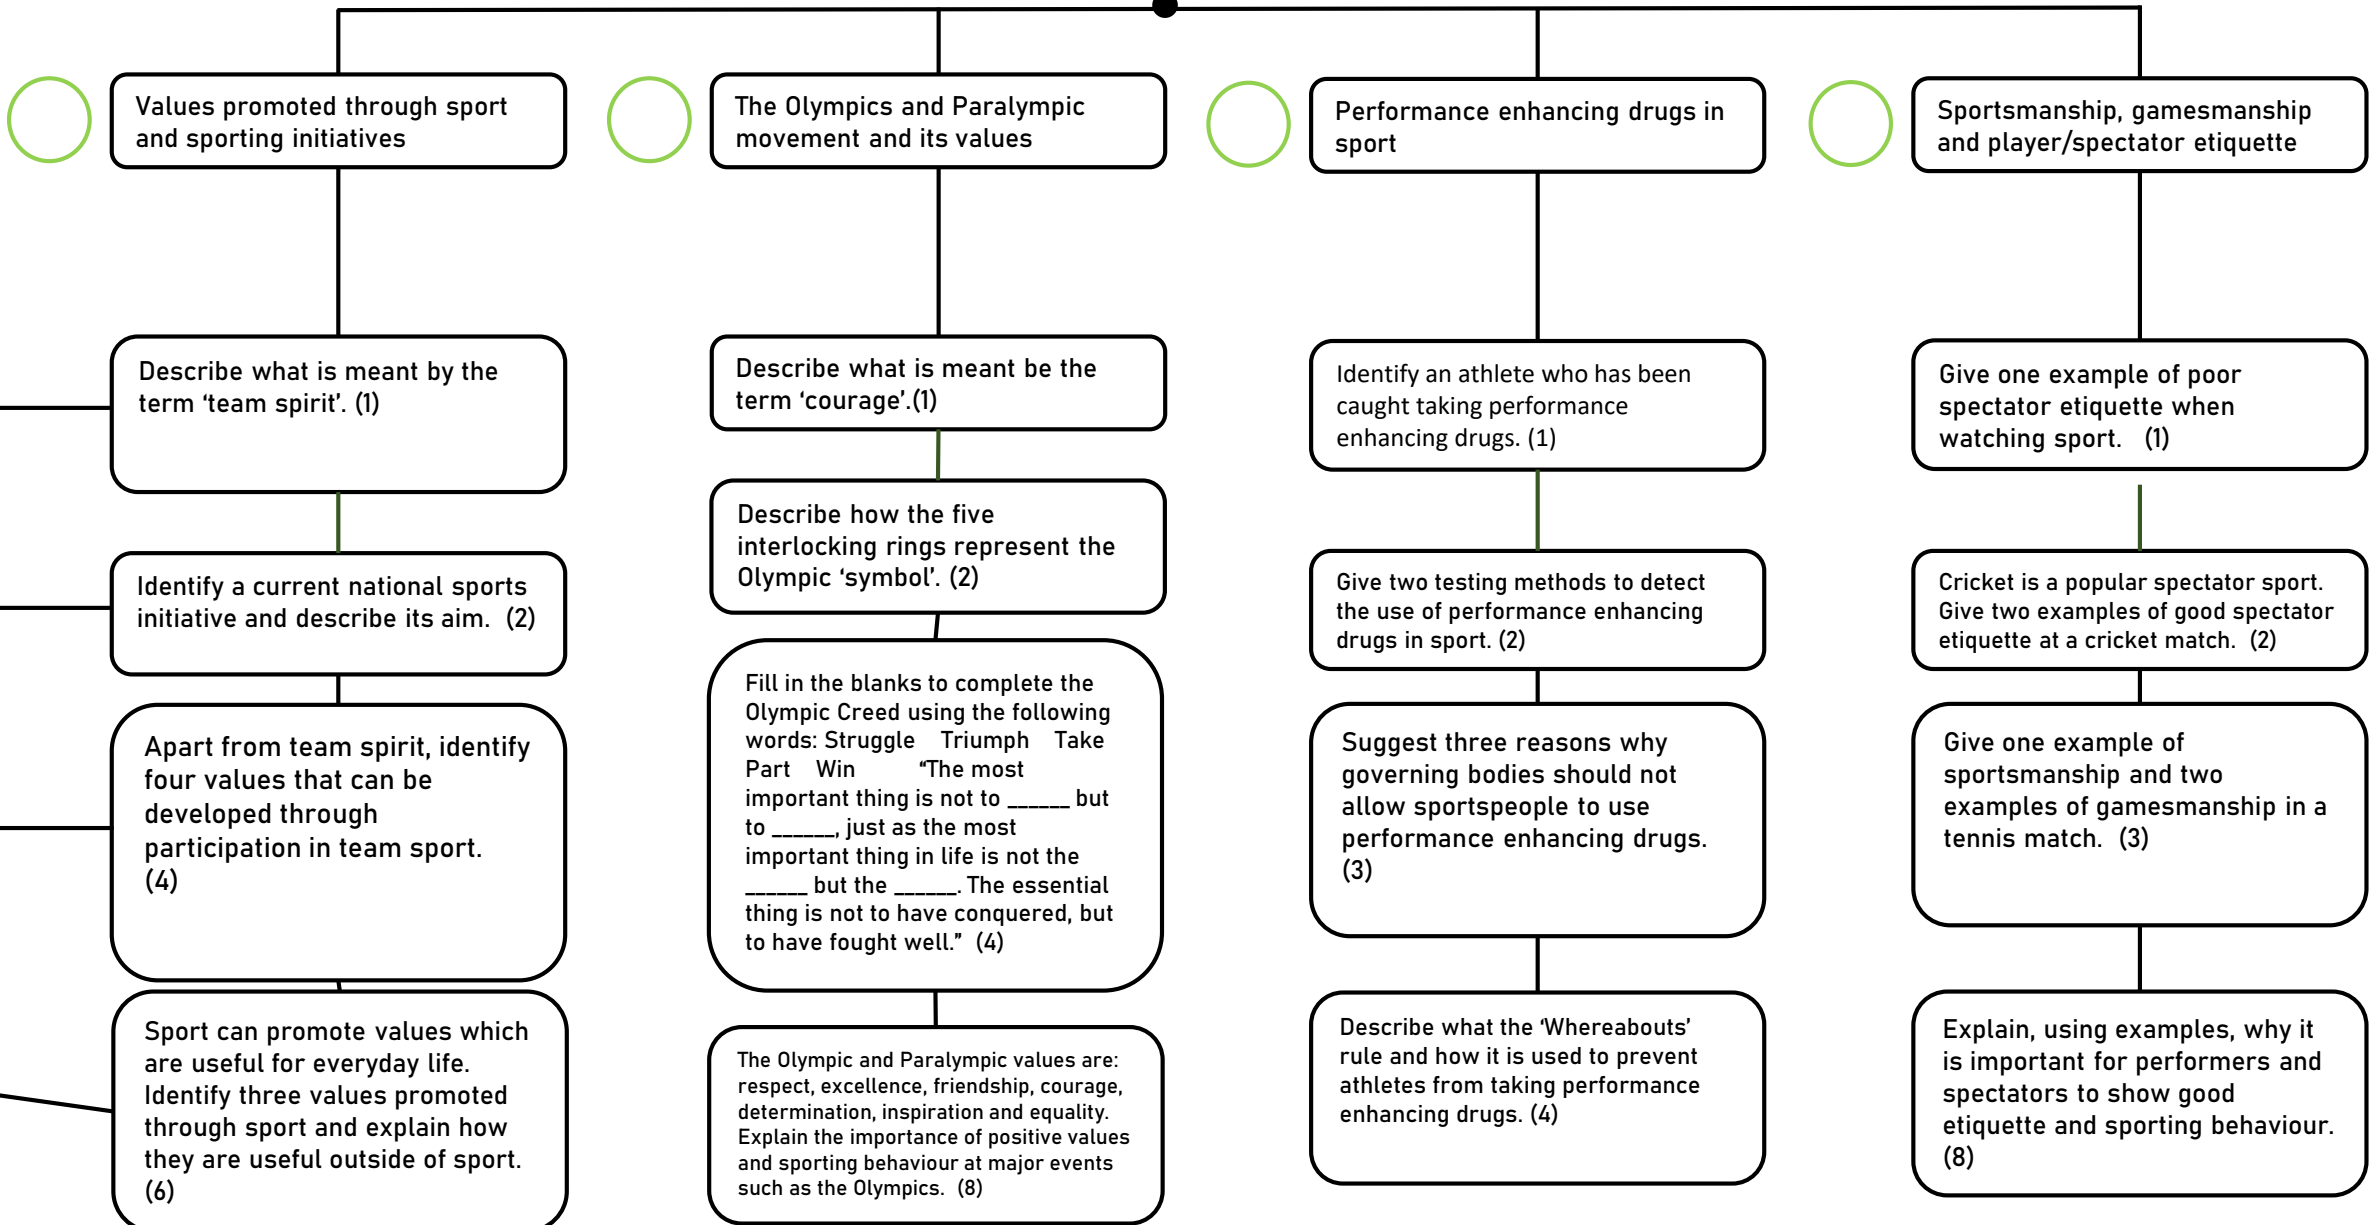 Values promoted through sport
and sporting initiatives
Describe what is meant by the
term ‘team spirit’. (1)
Identify a current national sports
initiative and describe its aim.  (2)
Apart from team spirit, identify
four values that can be
developed through
participation in team sport.
(4)
Sport can promote values which
are useful for everyday life.
Identify three values promoted
through sport and explain how
they are useful outside of sport.
(6)
The Olympics and Paralympic
movement and its values
Describe what is meant be the
term ‘courage’.(1)
Describe how the five
interlocking rings represent the
Olympic ‘symbol’. (2)
Fill in the blanks to complete the
Olympic Creed using the following
words: Struggle    Triumph    Take
Part    Win        “The most
important thing is not to ______ but
to ______, just as the most
important thing in life is not the
______ but the ______. The essential
thing is not to have conquered, but
to have fought well.”  (4)
The Olympic and Paralympic values are:
respect, excellence, friendship, courage,
determination, inspiration and equality.
Explain the importance of positive values
and sporting behaviour at major events
such as the Olympics.  (8)
Performance enhancing drugs in
sport
Identify an athlete who has been
caught taking performance
enhancing drugs. (1)
Give two testing methods to detect
the use of performance enhancing
drugs in sport. (2)
Suggest three reasons why
governing bodies should not
allow sportspeople to use
performance enhancing drugs.
(3)
Describe what the ‘Whereabouts’
rule and how it is used to prevent
athletes from taking performance
enhancing drugs. (4)
Sportsmanship, gamesmanship
and player/spectator etiquette
Give one example of poor
spectator etiquette when
watching sport.   (1)
Cricket is a popular spectator sport.
Give two examples of good spectator
etiquette at a cricket match.  (2)
Give one example of
sportsmanship and two
examples of gamesmanship in a
tennis match.  (3)
Explain, using examples, why it
is important for performers and
spectators to show good
etiquette and sporting behaviour.
(8)